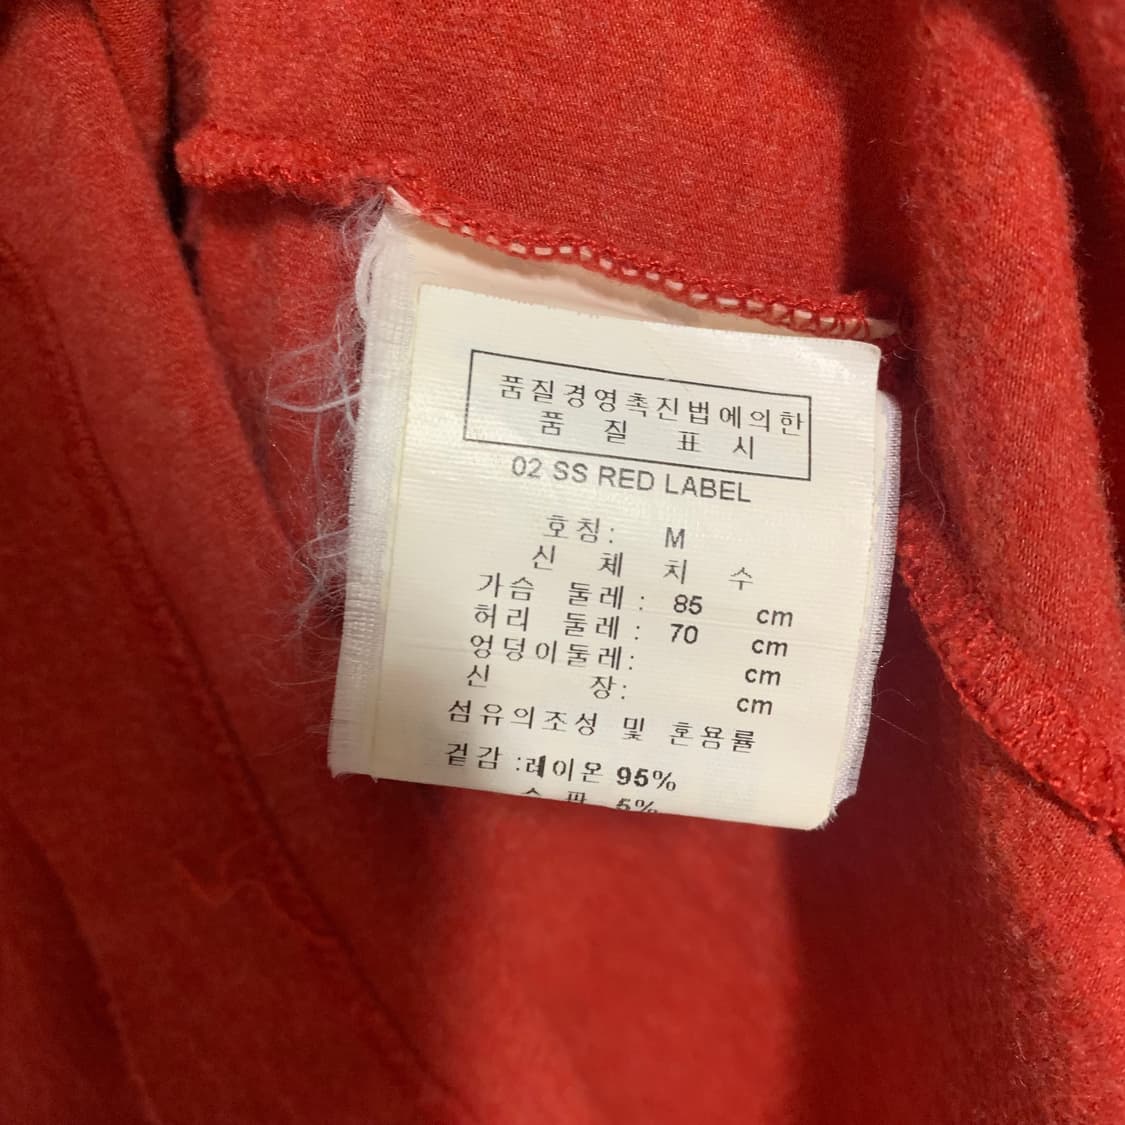 품질경영촉진법에의한
품 질 표 시
02 SS RED LABEL
호칭: M
신 체 치 수
가슴 둘레: 85 cm
허리 둘레: 70 cm
엉덩이둘레: cm
신 장: cm
섬유의조성 및 혼용률
겉감:레이온 95%
5%